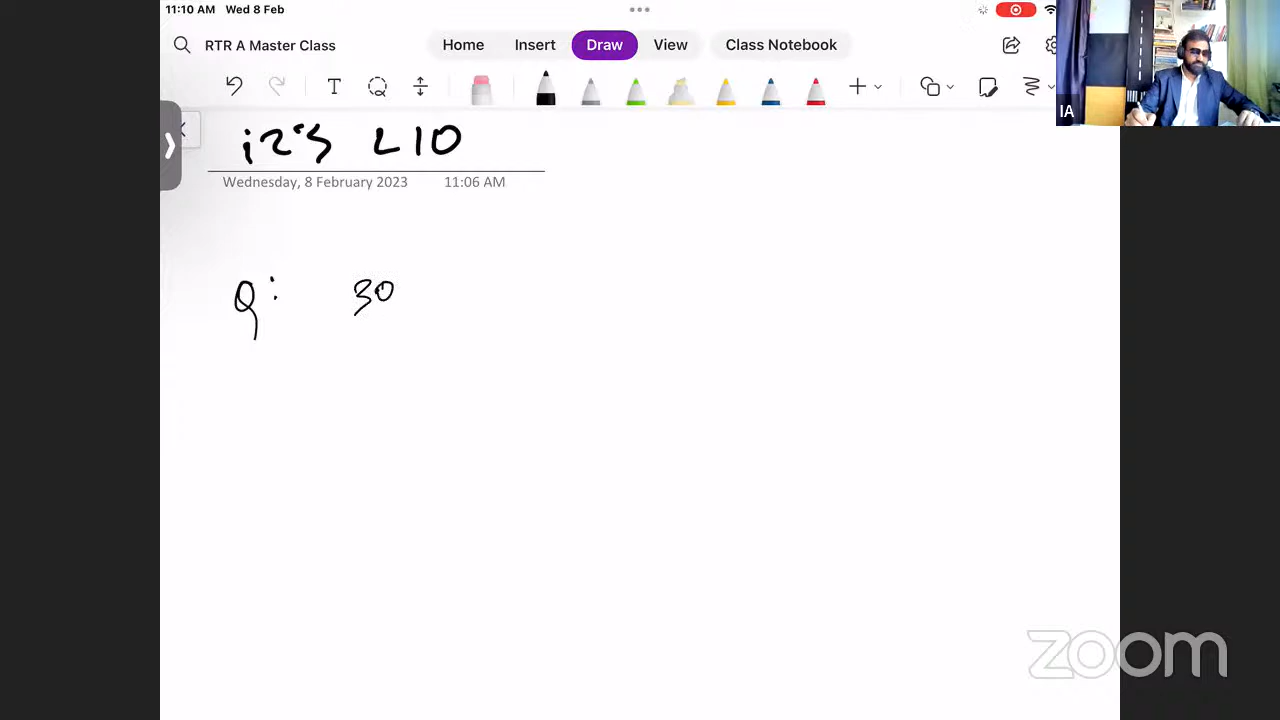 11:10 AM Wed 8 Feb
RTR A Master Class
Home Insert Draw View Class Notebook
T
IA
L10
Wednesday, 8 February 2023 11:06 AM
Q: 30
zoom